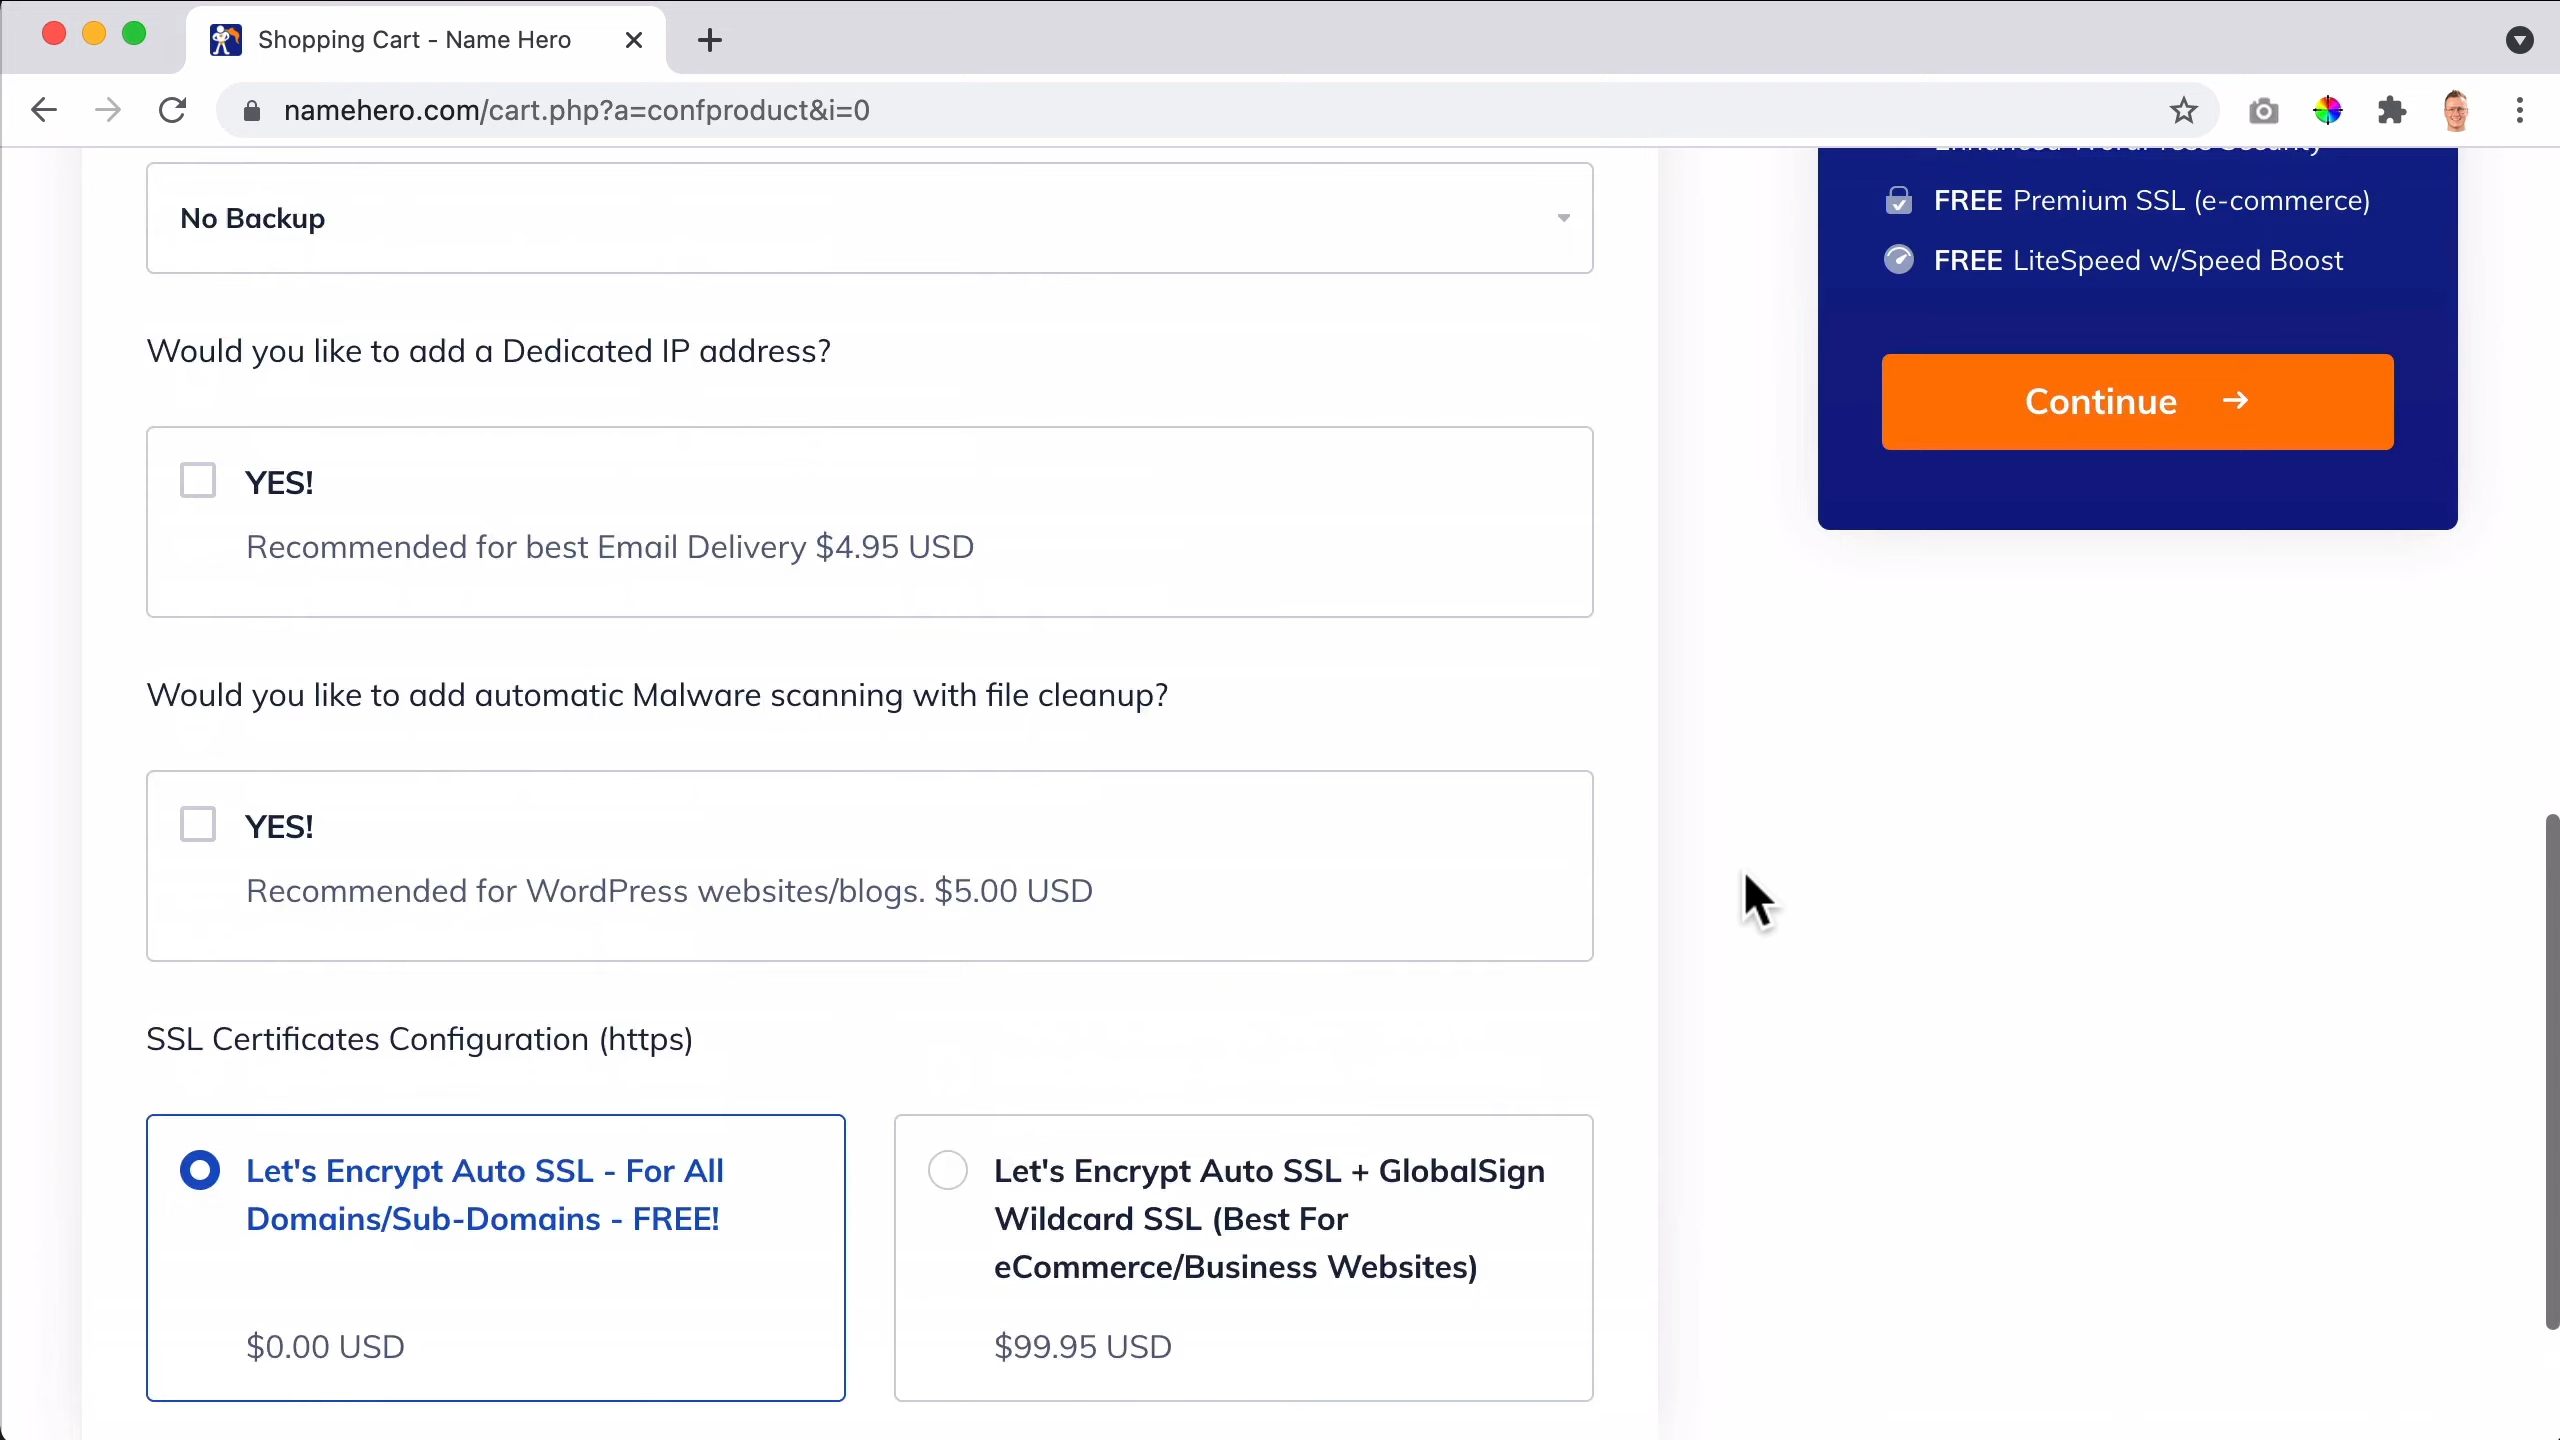 Shopping Cart - Name Hero
namehero.com/cart.php?a=confproduct&i=0
No Backup
Would you like to add a Dedicated IP address?
YES!
Recommended for best Email Delivery $4.95 USD
Would you like to add automatic Malware scanning with file cleanup?
YES!
Recommended for WordPress websites/blogs. $5.00 USD
SSL Certificates Configuration (https)
Let's Encrypt Auto SSL - For All
Domains/Sub-Domains - FREE!
$0.00 USD
Let's Encrypt Auto SSL + GlobalSign
Wildcard SSL (Best For
eCommerce/Business Websites)
$99.95 USD
Enhanced WordPress Security
FREE Premium SSL (e-commerce)
FREE LiteSpeed w/Speed Boost
Continue →